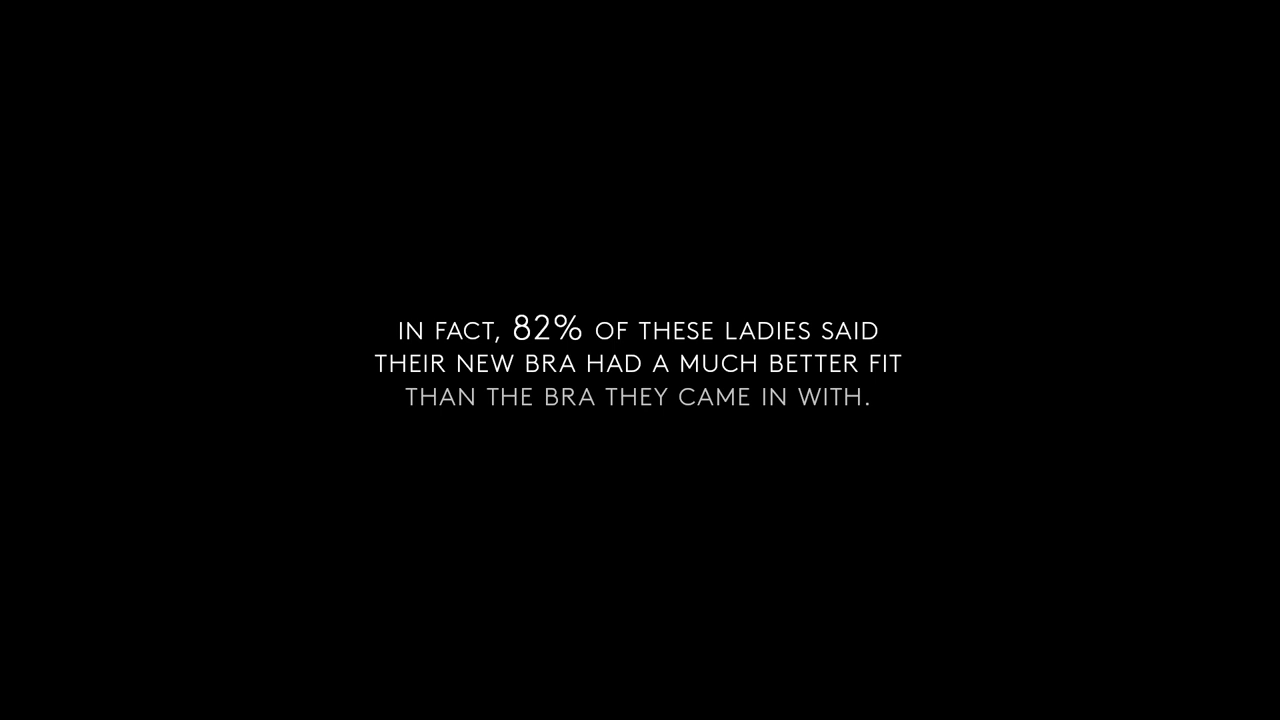 IN FACT, 82% OF THESE LADIES SAID
THEIR NEW BRA HAD A MUCH BETTER FIT
THAN THE BRA THEY CAME IN WITH.